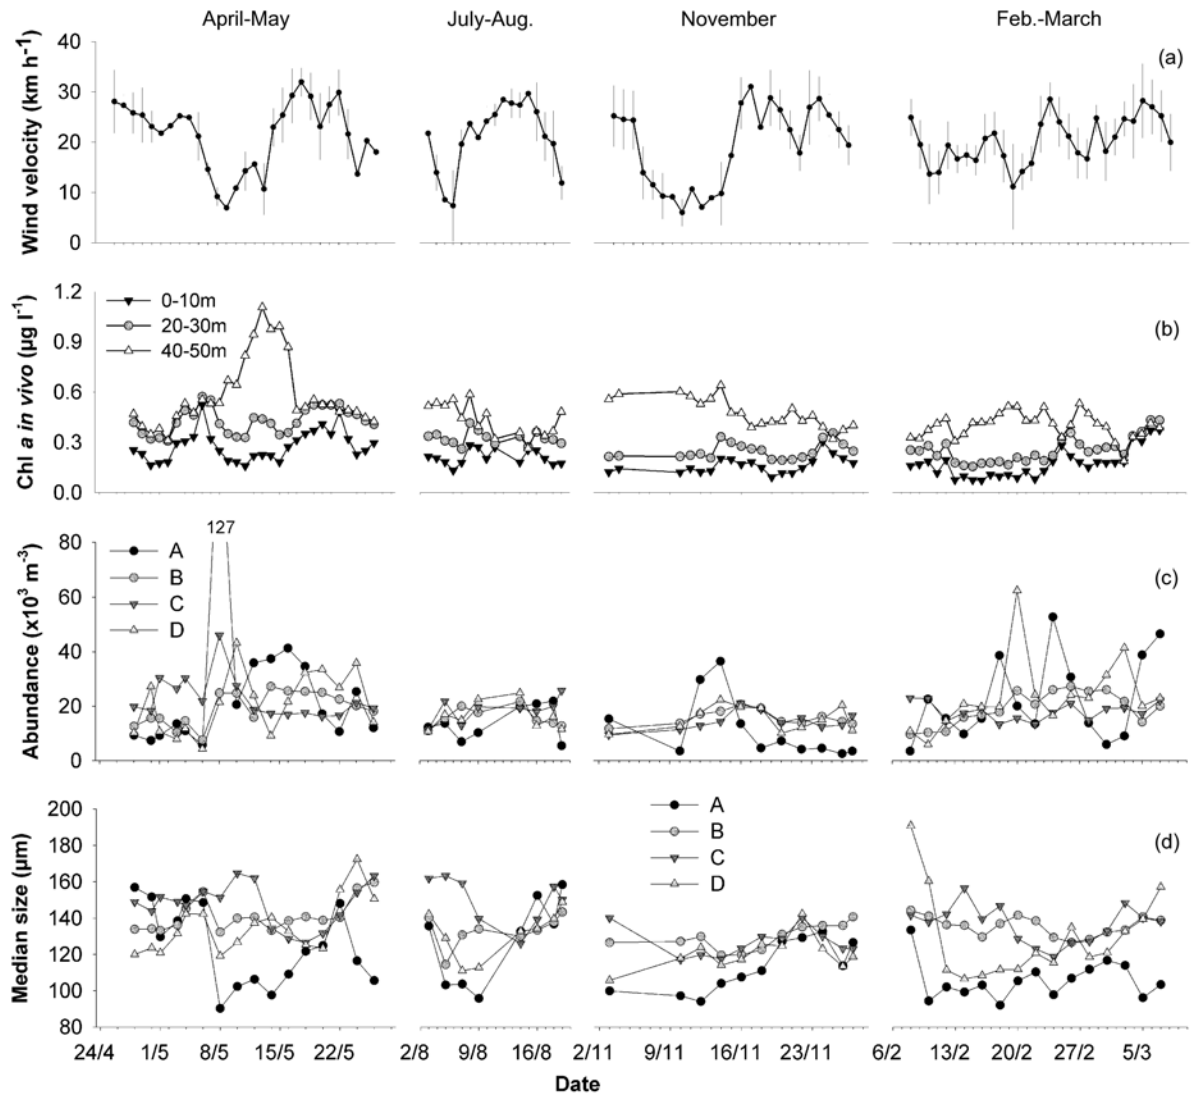 April-May
July-Aug.
November
Feb.-March
Wind velocity (km h-1)
40
30
20
10
0
(a)
Chl a in vivo (µg l-1)
1.2
0.9
0.6
0.3
0.0
0-10m
20-30m
40-50m
(b)
127
Abundance (x10³ m-3)
80
60
40
20
0
A
B
C
D
(c)
Median size (µm)
200
180
160
140
120
100
80
A
B
C
D
(d)
24/4 1/5 8/5 15/5 22/5 2/8 9/8 16/8 2/11 9/11 16/11 23/11 6/2 13/2 20/2 27/2 5/3
Date